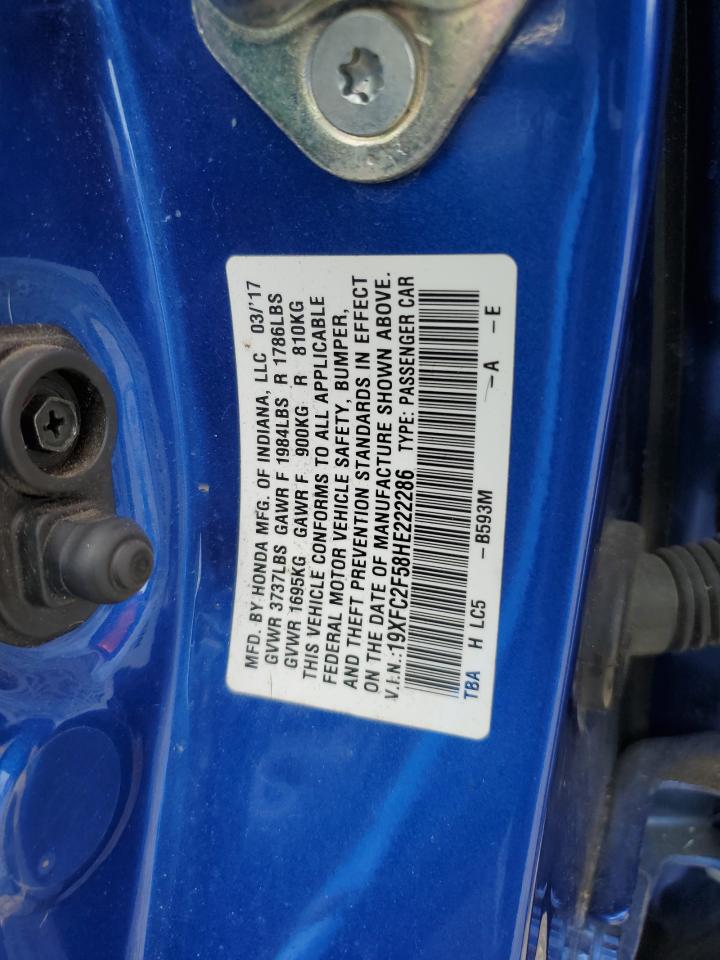 MFD. BY HONDA MFG. OF INDIANA, LLC 03/'17
GVWR 3737LBS GAWR F 1984LBS R 1786LBS
GVWR 1695KG GAWR F 900KG R 810KG
THIS VEHICLE CONFORMS TO ALL APPLICABLE
FEDERAL MOTOR VEHICLE SAFETY, BUMPER,
AND THEFT PREVENTION STANDARDS IN EFFECT
ON THE DATE OF MANUFACTURE SHOWN ABOVE.
V.I.N.:19XFC2F58HE222286 TYPE: PASSENGER CAR
TBA H LC5 -B593M -A -E